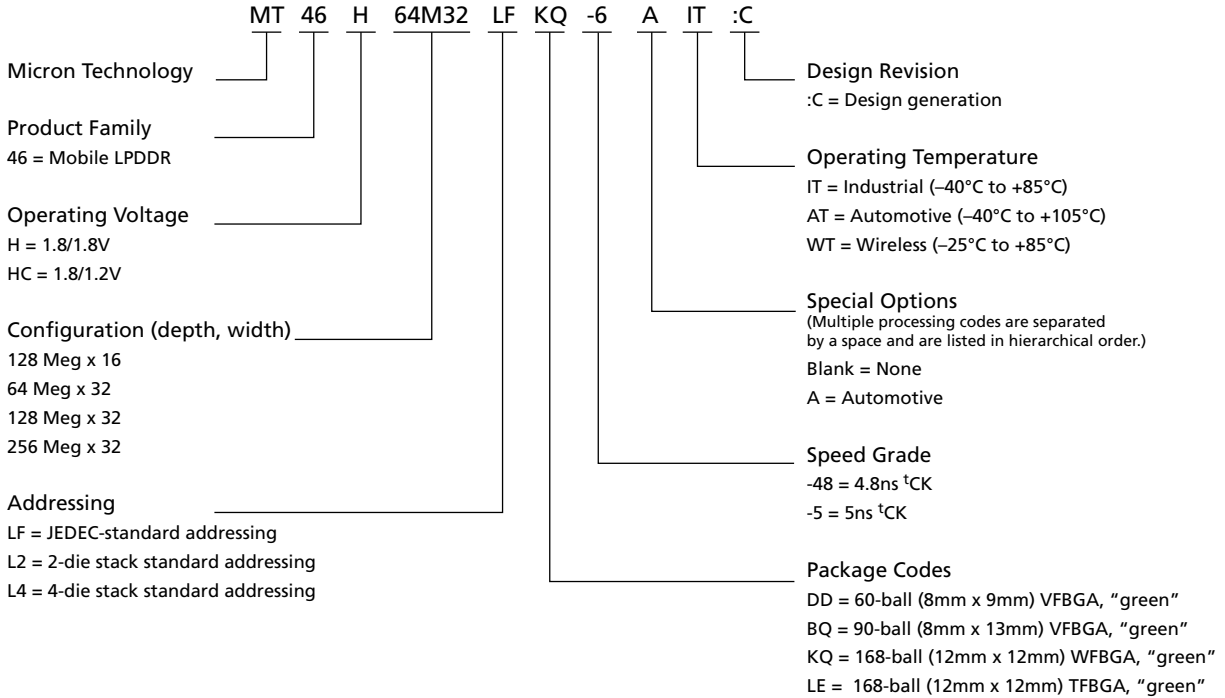 MT 46 H 64M32 LF KQ -6 A IT :C
Micron Technology
Product Family
46 = Mobile LPDDR
Operating Voltage
H = 1.8/1.8V
HC = 1.8/1.2V
Configuration (depth, width)
128 Meg x 16
64 Meg x 32
128 Meg x 32
256 Meg x 32
Addressing
LF = JEDEC-standard addressing
L2 = 2-die stack standard addressing
L4 = 4-die stack standard addressing
Design Revision
:C = Design generation
Operating Temperature
IT = Industrial (–40°C to +85°C)
AT = Automotive (–40°C to +105°C)
WT = Wireless (–25°C to +85°C)
Special Options
(Multiple processing codes are separated
by a space and are listed in hierarchical order.)
Blank = None
A = Automotive
Speed Grade
-48 = 4.8ns tCK
-5 = 5ns tCK
Package Codes
DD = 60-ball (8mm x 9mm) VFBGA, “green”
BQ = 90-ball (8mm x 13mm) VFBGA, “green”
KQ = 168-ball (12mm x 12mm) WFBGA, “green”
LE = 168-ball (12mm x 12mm) TFBGA, “green”